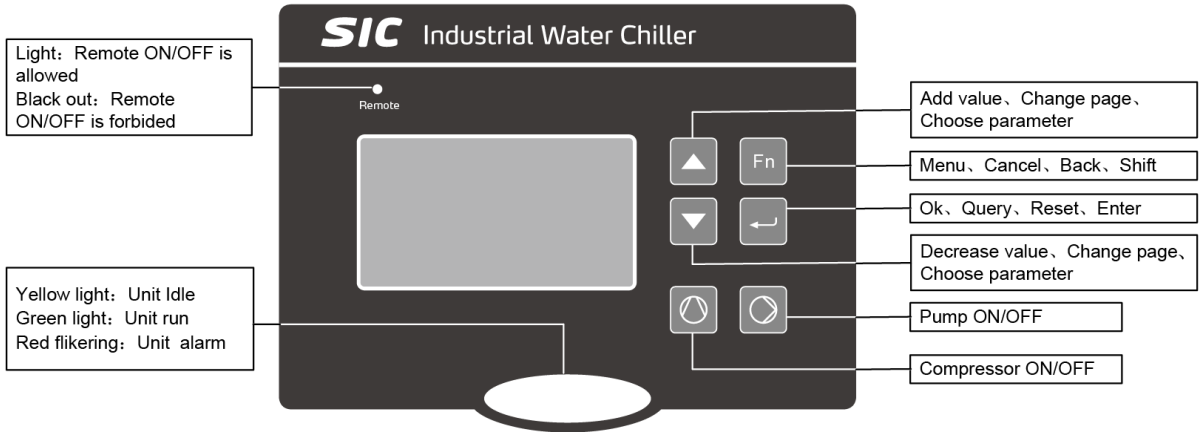 SIC Industrial Water Chiller
Light：Remote ON/OFF is
allowed
Black out：Remote
ON/OFF is forbided
Remote
Add value、Change page、
Choose parameter
Fn
Menu、Cancel、Back、Shift
Ok、Query、Reset、Enter
Decrease value、Change page、
Choose parameter
Yellow light：Unit Idle
Green light：Unit run
Red flikering：Unit alarm
Pump ON/OFF
Compressor ON/OFF